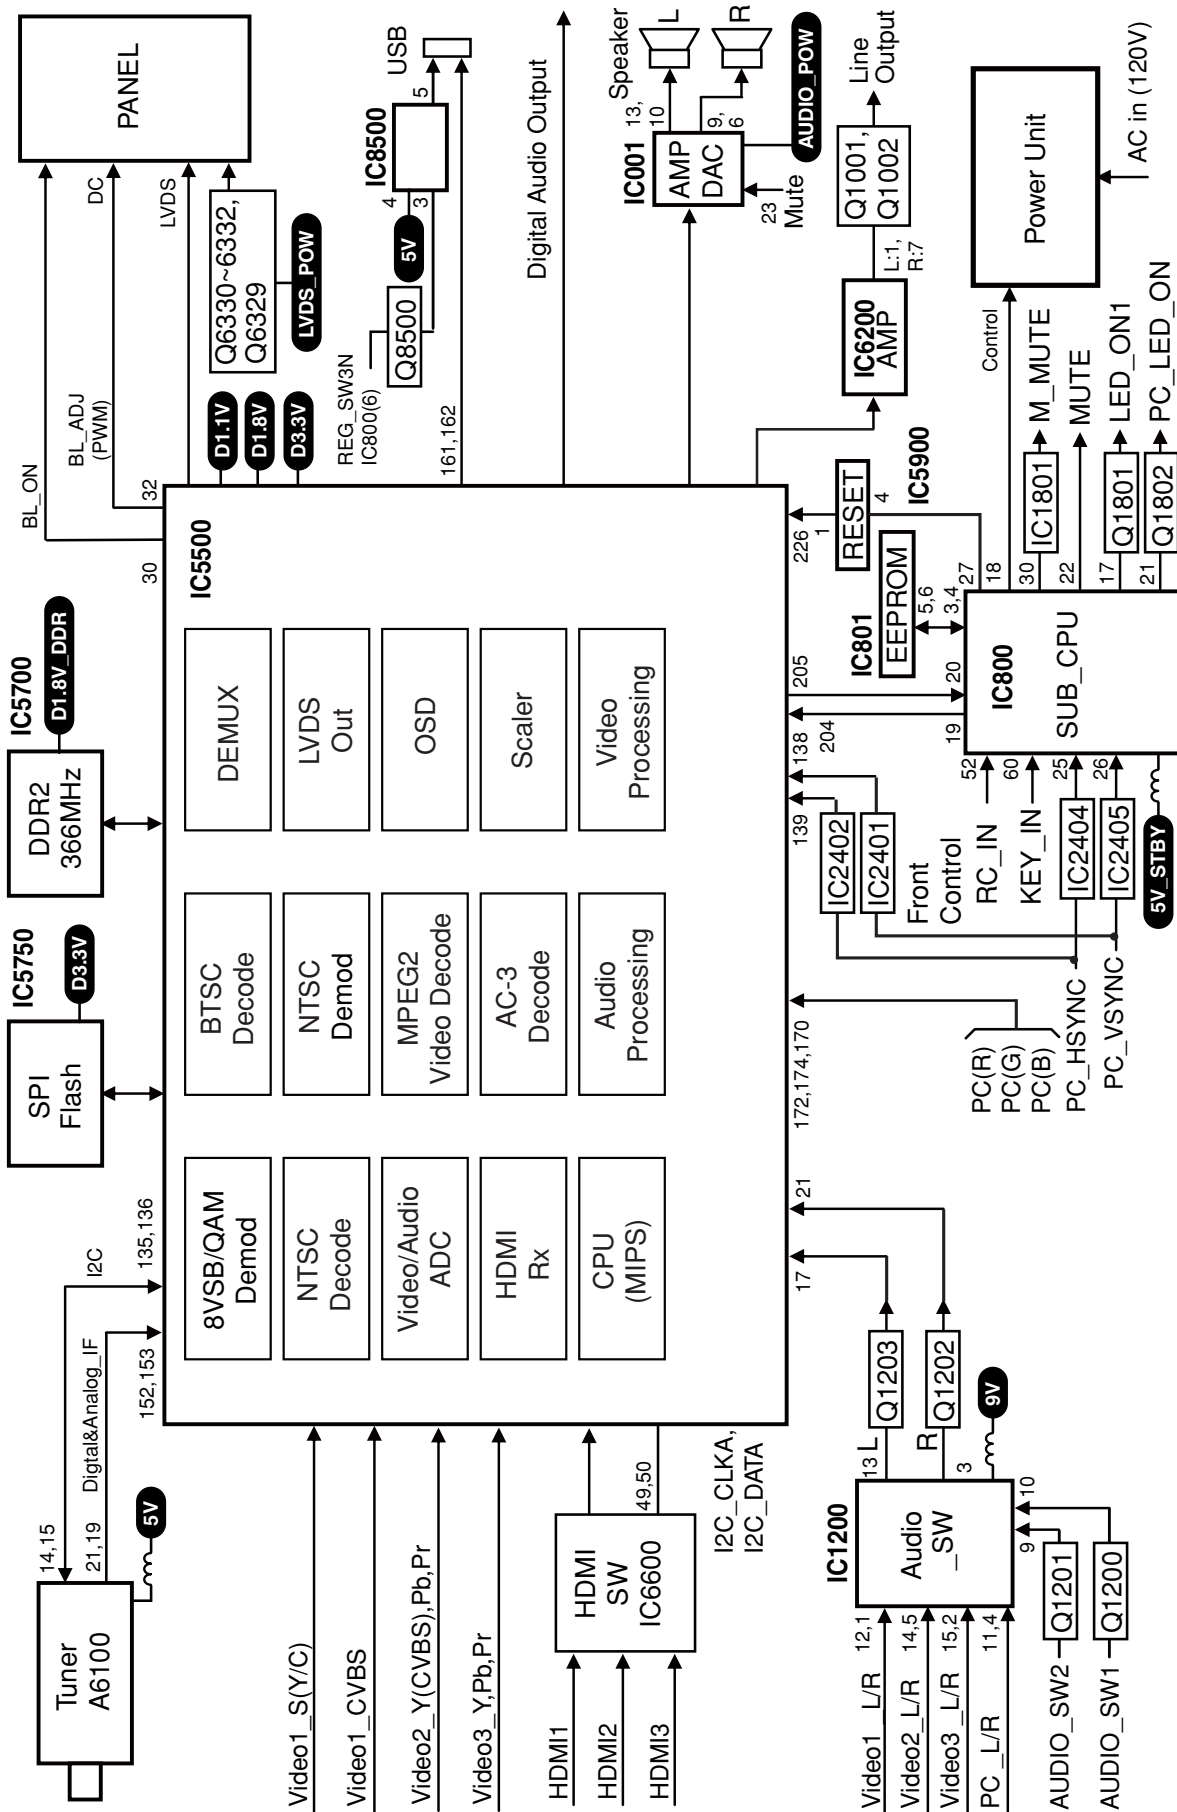 Tuner
A6100
14,15
21,19
5V
Digtal&Analog_IF
I2C
152,153
135,136
SPI
Flash
IC5750
D3.3V
DDR2
366MHz
IC5700
D1.8V_DDR
30
BL_ON
32
BL_ADJ
(PWM)
DC
LVDS
PANEL
Q6330~6332,
Q6329
LVDS_POW
D1.1V
D1.8V
D3.3V
REG_SW3N
IC800(6)
Q8500
5V
4
3
IC8500
5
USB
161,162
Digital Audio Output
IC5500
8VSB/QAM
Demod
BTSC
Decode
DEMUX
NTSC
Decode
NTSC
Demod
LVDS
Out
Video/Audio
ADC
MPEG2
Video Decode
OSD
HDMI
Rx
AC-3
Decode
Scaler
CPU
(MIPS)
Audio
Processing
Video
Processing
Video1_S(Y/C)
Video1_CVBS
Video2_Y(CVBS),Pb,Pr
Video3_Y,Pb,Pr
HDMI1
HDMI2
HDMI3
HDMI
SW
IC6600
49,50
I2C_CLKA,
I2C_DATA
IC001
AMP
DAC
13,
10
9,
6
Speaker
L
R
AUDIO_POW
23
Mute
IC6200
AMP
L:1,
R:7
Q1001,
Q1002
Line
Output
17
21
172,174,170
139
138
204
205
226
1
RESET
4
IC5900
IC801
EEPROM
5,6
3,4
IC2402
IC2401
Front
Control
RC_IN
KEY_IN
IC2404
IC2405
PC(R)
PC(G)
PC(B)
PC_HSYNC
PC_VSYNC
52
60
25
26
5V_STBY
19
20
IC800
SUB_CPU
27
18
30
22
17
21
Control
IC1801
M_MUTE
MUTE
Q1801
LED_ON1
Q1802
PC_LED_ON
Power Unit
AC in (120V)
Video1 _L/R
12,1
Video2_L/R
14,5
Video3 _L/R
15,2
PC _L/R
11,4
IC1200
Audio
_SW
13
L
Q1203
R
Q1202
3
9V
9
10
AUDIO_SW2
Q1201
AUDIO_SW1
Q1200